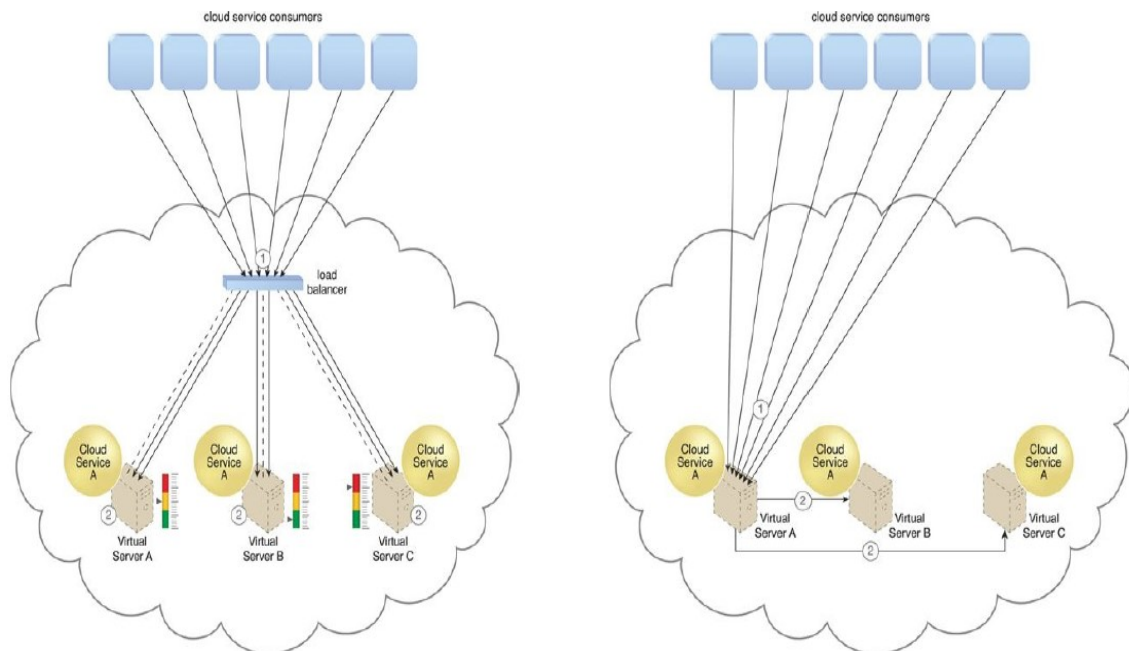 cloud service consumers
1
load
balancer
Cloud
Service
A
Cloud
Service
A
Cloud
Service
A
2
2
2
Virtual
Server A
Virtual
Server B
Virtual
Server C
cloud service consumers
1
Cloud
Service
A
Cloud
Service
A
Cloud
Service
A
2
Virtual
Server A
Virtual
Server B
Virtual
Server C
2